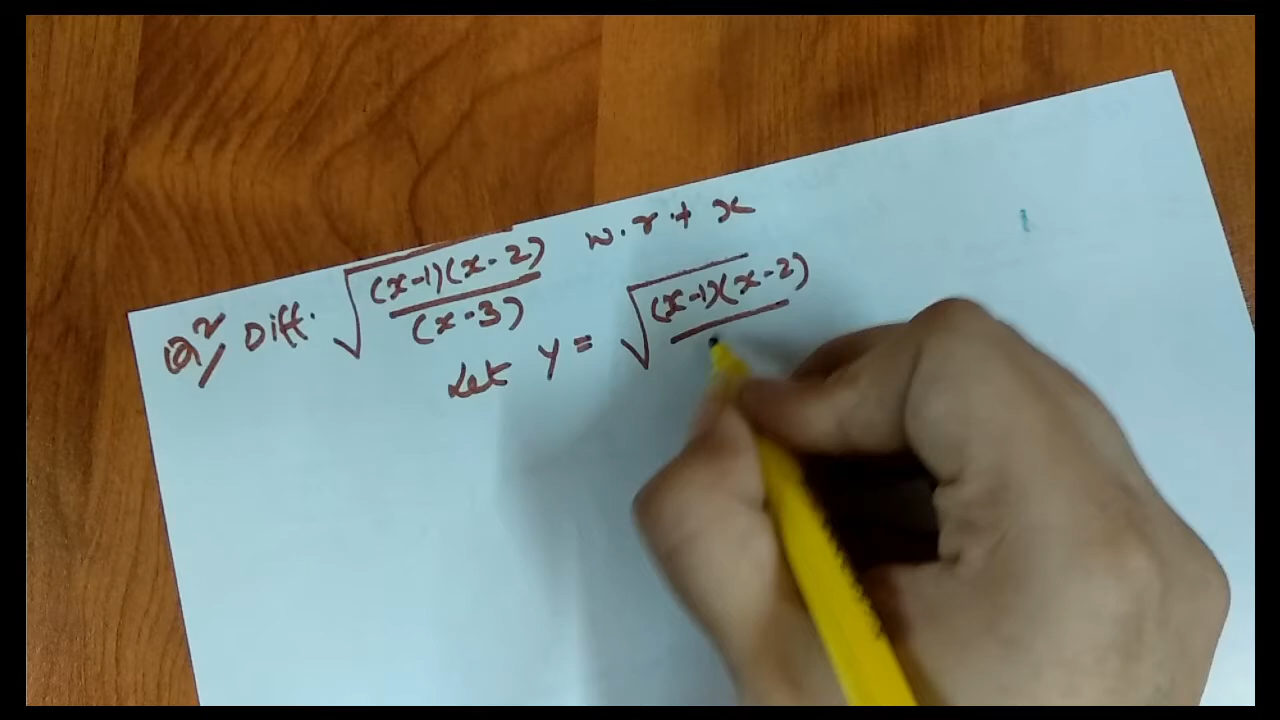 Q2/ Diff. √((x-1)(x-2)/(x-3)) w.r.t x
Let y = √((x-1)(x-2)/